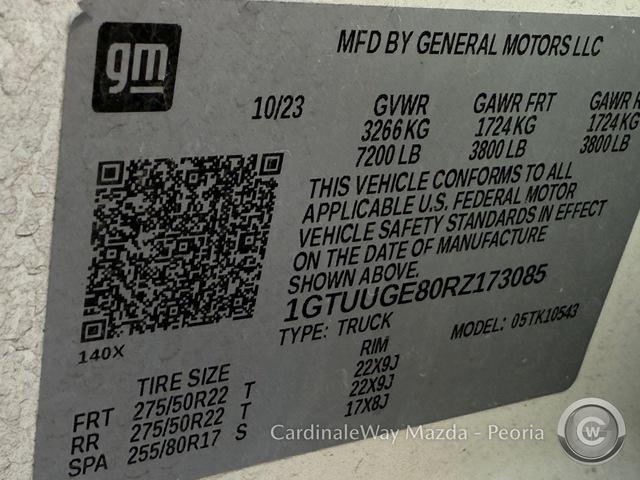 gm
MFD BY GENERAL MOTORS LLC
10/23 GVWR GAWR FRT GAWR
3266 KG 1724 KG 1724 KG
7200 LB 3800 LB 3800 LB
THIS VEHICLE CONFORMS TO ALL
APPLICABLE U.S. FEDERAL MOTOR
VEHICLE SAFETY STANDARDS IN EFFECT
ON THE DATE OF MANUFACTURE
SHOWN ABOVE.
1GTUUGE80RZ173085
TYPE: TRUCK MODEL: 05TK10543
140X
TIRE SIZE RIM
FRT 275/50R22 T 22X9J
RR 275/50R22 T 22X9J
SPA 255/80R17 S 17X8J
CardinaleWay Mazda - Peoria
CW